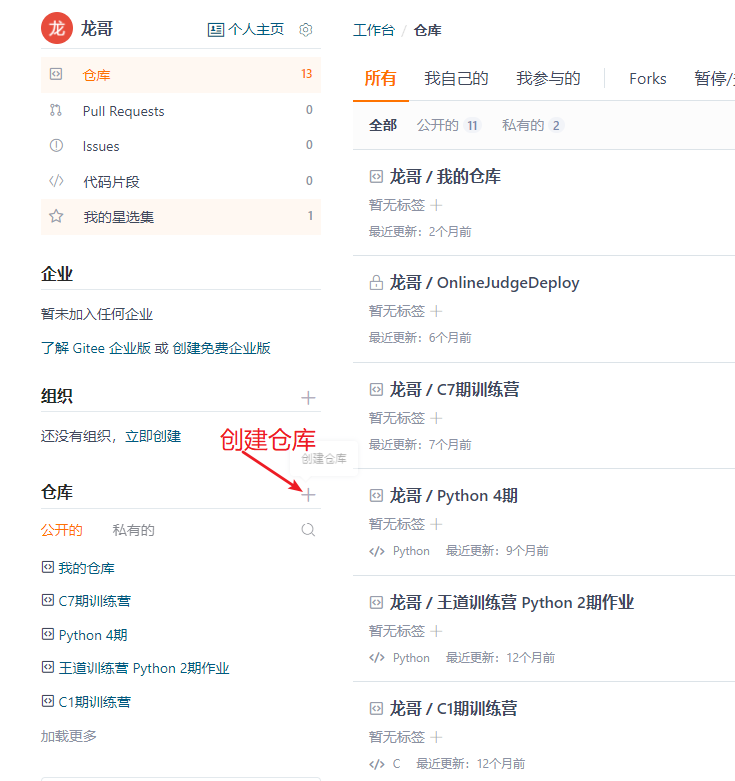 龙 龙哥 个人主页
仓库 13
Pull Requests 0
Issues 0
代码片段 0
我的星选集 1
企业
暂未加入任何企业
了解 Gitee 企业版 或 创建免费企业版
组织
还没有组织，立即创建
创建仓库
创建仓库
仓库
公开的 私有的
我的仓库
C7期训练营
Python 4期
王道训练营 Python 2期作业
C1期训练营
加载更多
工作台 / 仓库
所有 我自己的 我参与的 Forks 暂停/
全部 公开的 11 私有的 2
龙哥 / 我的仓库
暂无标签
最近更新：2个月前
龙哥 / OnlineJudgeDeploy
暂无标签
最近更新：6个月前
龙哥 / C7期训练营
暂无标签
最近更新：7个月前
龙哥 / Python 4期
暂无标签
Python 最近更新：9个月前
龙哥 / 王道训练营 Python 2期作业
暂无标签
Python 最近更新：12个月前
龙哥 / C1期训练营
暂无标签
C 最近更新：12个月前